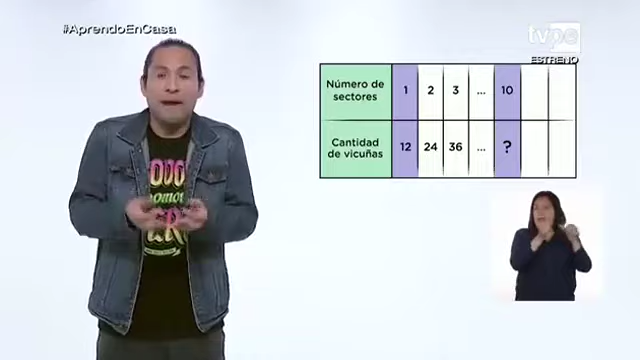 #AprendoEnCasa
tvpe
ESTRENO
Número de sectores 1 2 3 ... 10
Cantidad de vicuñas 12 24 36 ... ?